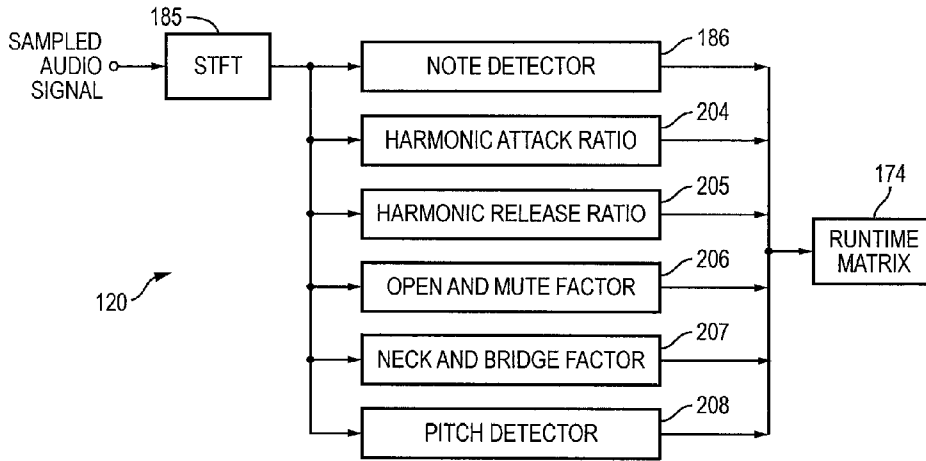 185
SAMPLED
AUDIO
SIGNAL
STFT
186
NOTE DETECTOR
204
HARMONIC ATTACK RATIO
205
HARMONIC RELEASE RATIO
174
RUNTIME
MATRIX
206
OPEN AND MUTE FACTOR
120
207
NECK AND BRIDGE FACTOR
208
PITCH DETECTOR